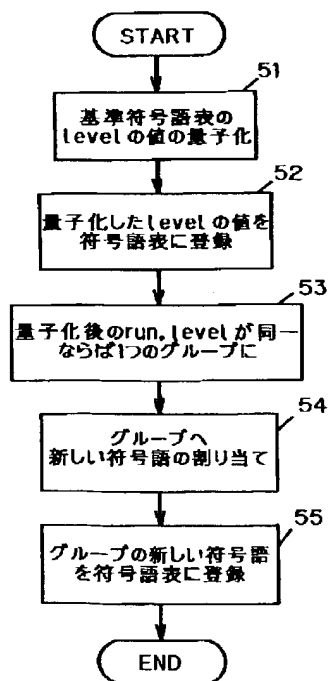 START
51
基準符号語表の
levelの値の量子化
52
量子化したlevelの値を
符号語表に登録
53
量子化後のrun,levelが同一
ならば1つのグループに
54
グループへ
新しい符号語の割り当て
55
グループの新しい符号語
を符号語表に登録
END